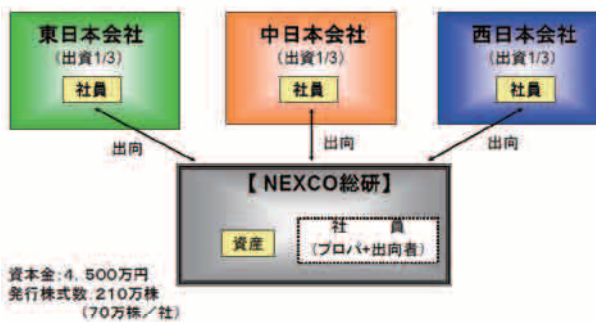 東日本会社
(出資1/3)
社員
中日本会社
(出資1/3)
社員
西日本会社
(出資1/3)
社員
出向
出向
出向
【 NEXCO総研】
資産
社　　員
(プロパ+出向者)
資本金:4, 500万円
発行株式数:210万株
(70万株／社)